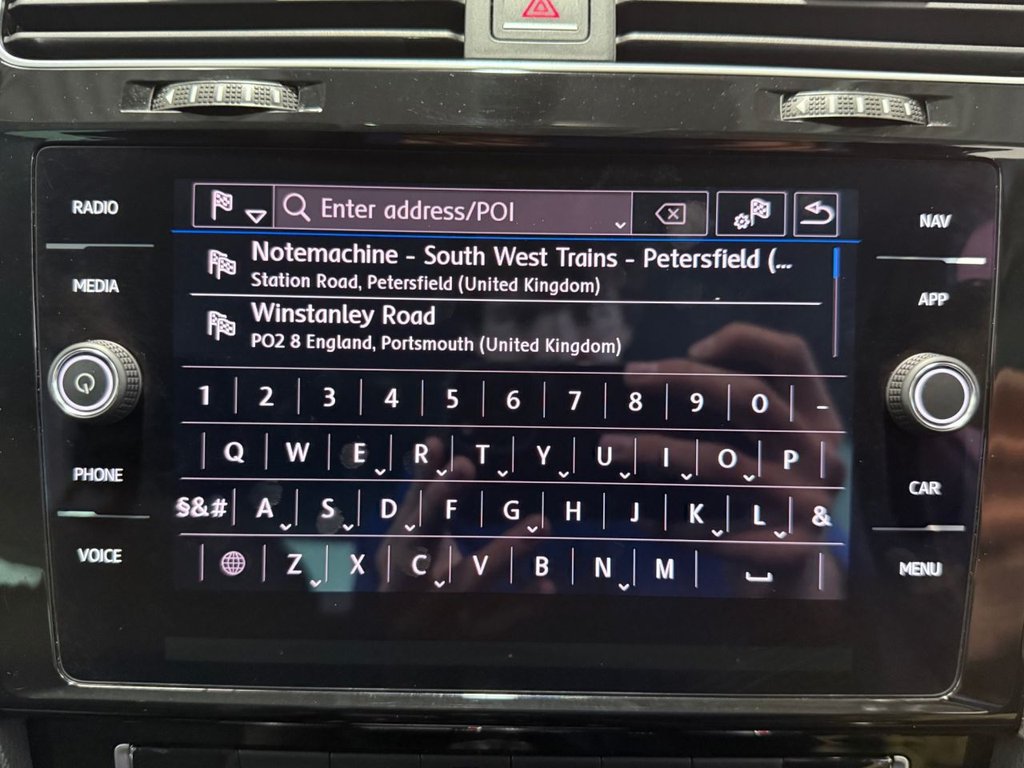 RADIO
MEDIA
PHONE
VOICE
Enter address/POI
Notemachine - South West Trains - Petersfield (...
Station Road, Petersfield (United Kingdom)
Winstanley Road
PO2 8 England, Portsmouth (United Kingdom)
1 2 3 4 5 6 7 8 9 0 -
Q W E R T Y U I O P
§&# A S D F G H J K L &
Z X C V B N M
NAV
APP
CAR
MENU